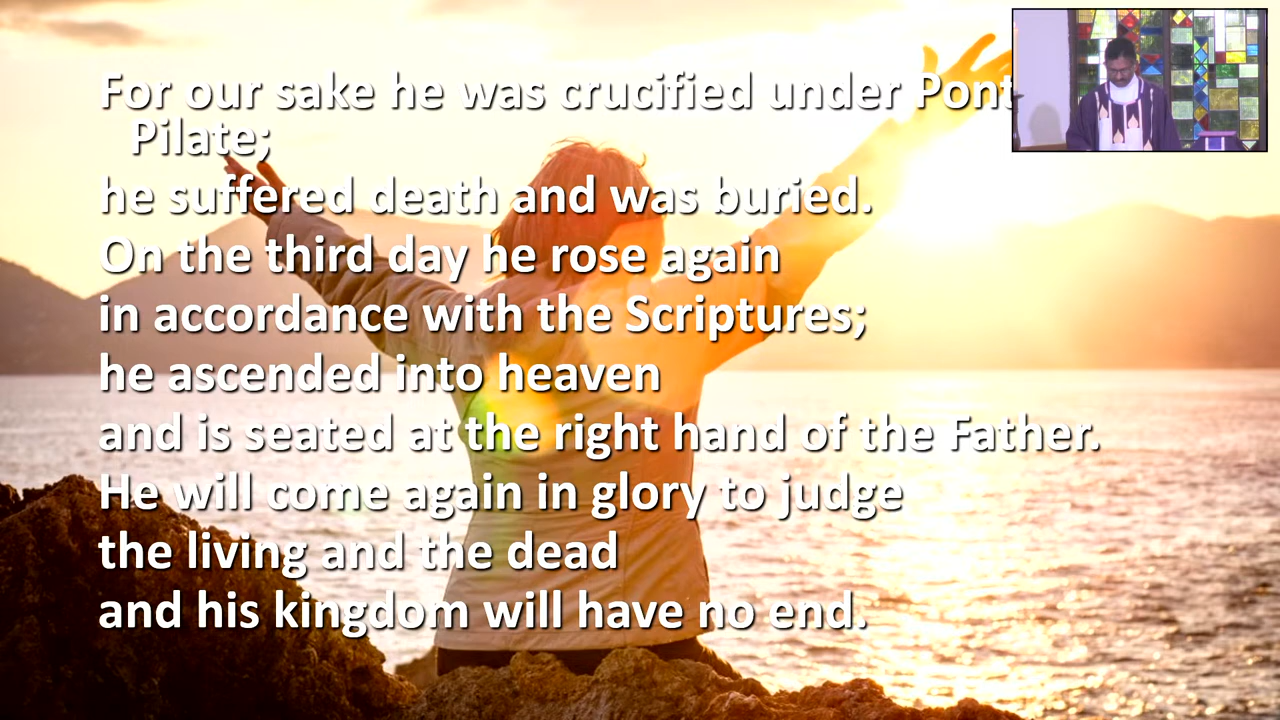 For our sake he was crucified under Pont
Pilate;
he suffered death and was buried.
On the third day he rose again
in accordance with the Scriptures;
he ascended into heaven
and is seated at the right hand of the Father.
He will come again in glory to judge
the living and the dead
and his kingdom will have no end.